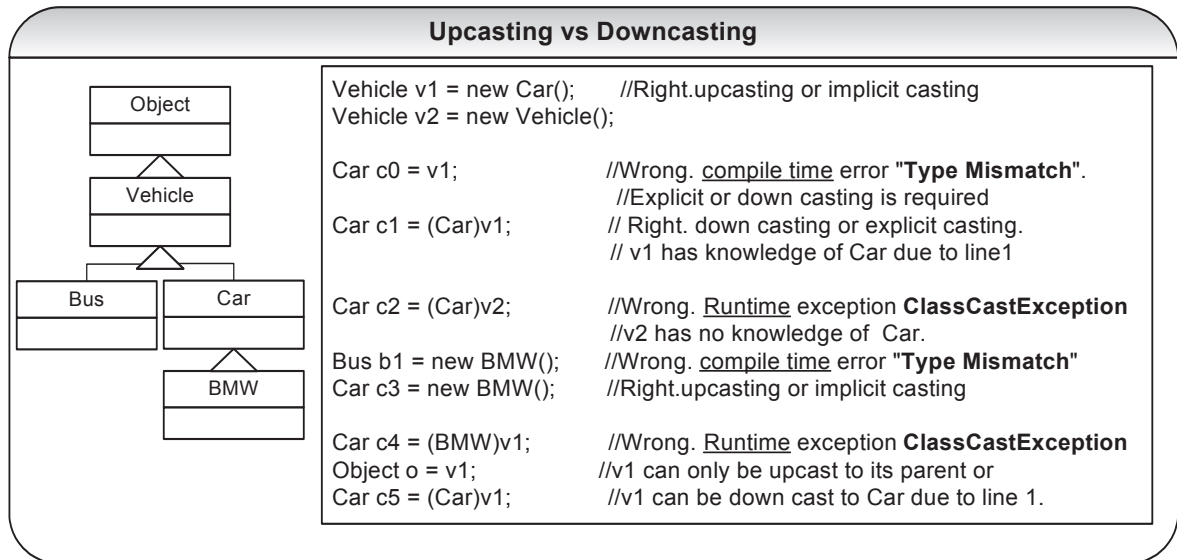 Upcasting vs Downcasting
Object
Vehicle
Bus
Car
BMW
Vehicle v1 = new Car(); //Right.upcasting or implicit casting
Vehicle v2 = new Vehicle();
Car c0 = v1; //Wrong. compile time error "Type Mismatch".
//Explicit or down casting is required
Car c1 = (Car)v1; // Right. down casting or explicit casting.
// v1 has knowledge of Car due to line1
Car c2 = (Car)v2; //Wrong. Runtime exception ClassCastException
//v2 has no knowledge of Car.
Bus b1 = new BMW(); //Wrong. compile time error "Type Mismatch"
Car c3 = new BMW(); //Right.upcasting or implicit casting
Car c4 = (BMW)v1; //Wrong. Runtime exception ClassCastException
Object o = v1; //v1 can only be upcast to its parent or
Car c5 = (Car)v1; //v1 can be down cast to Car due to line 1.